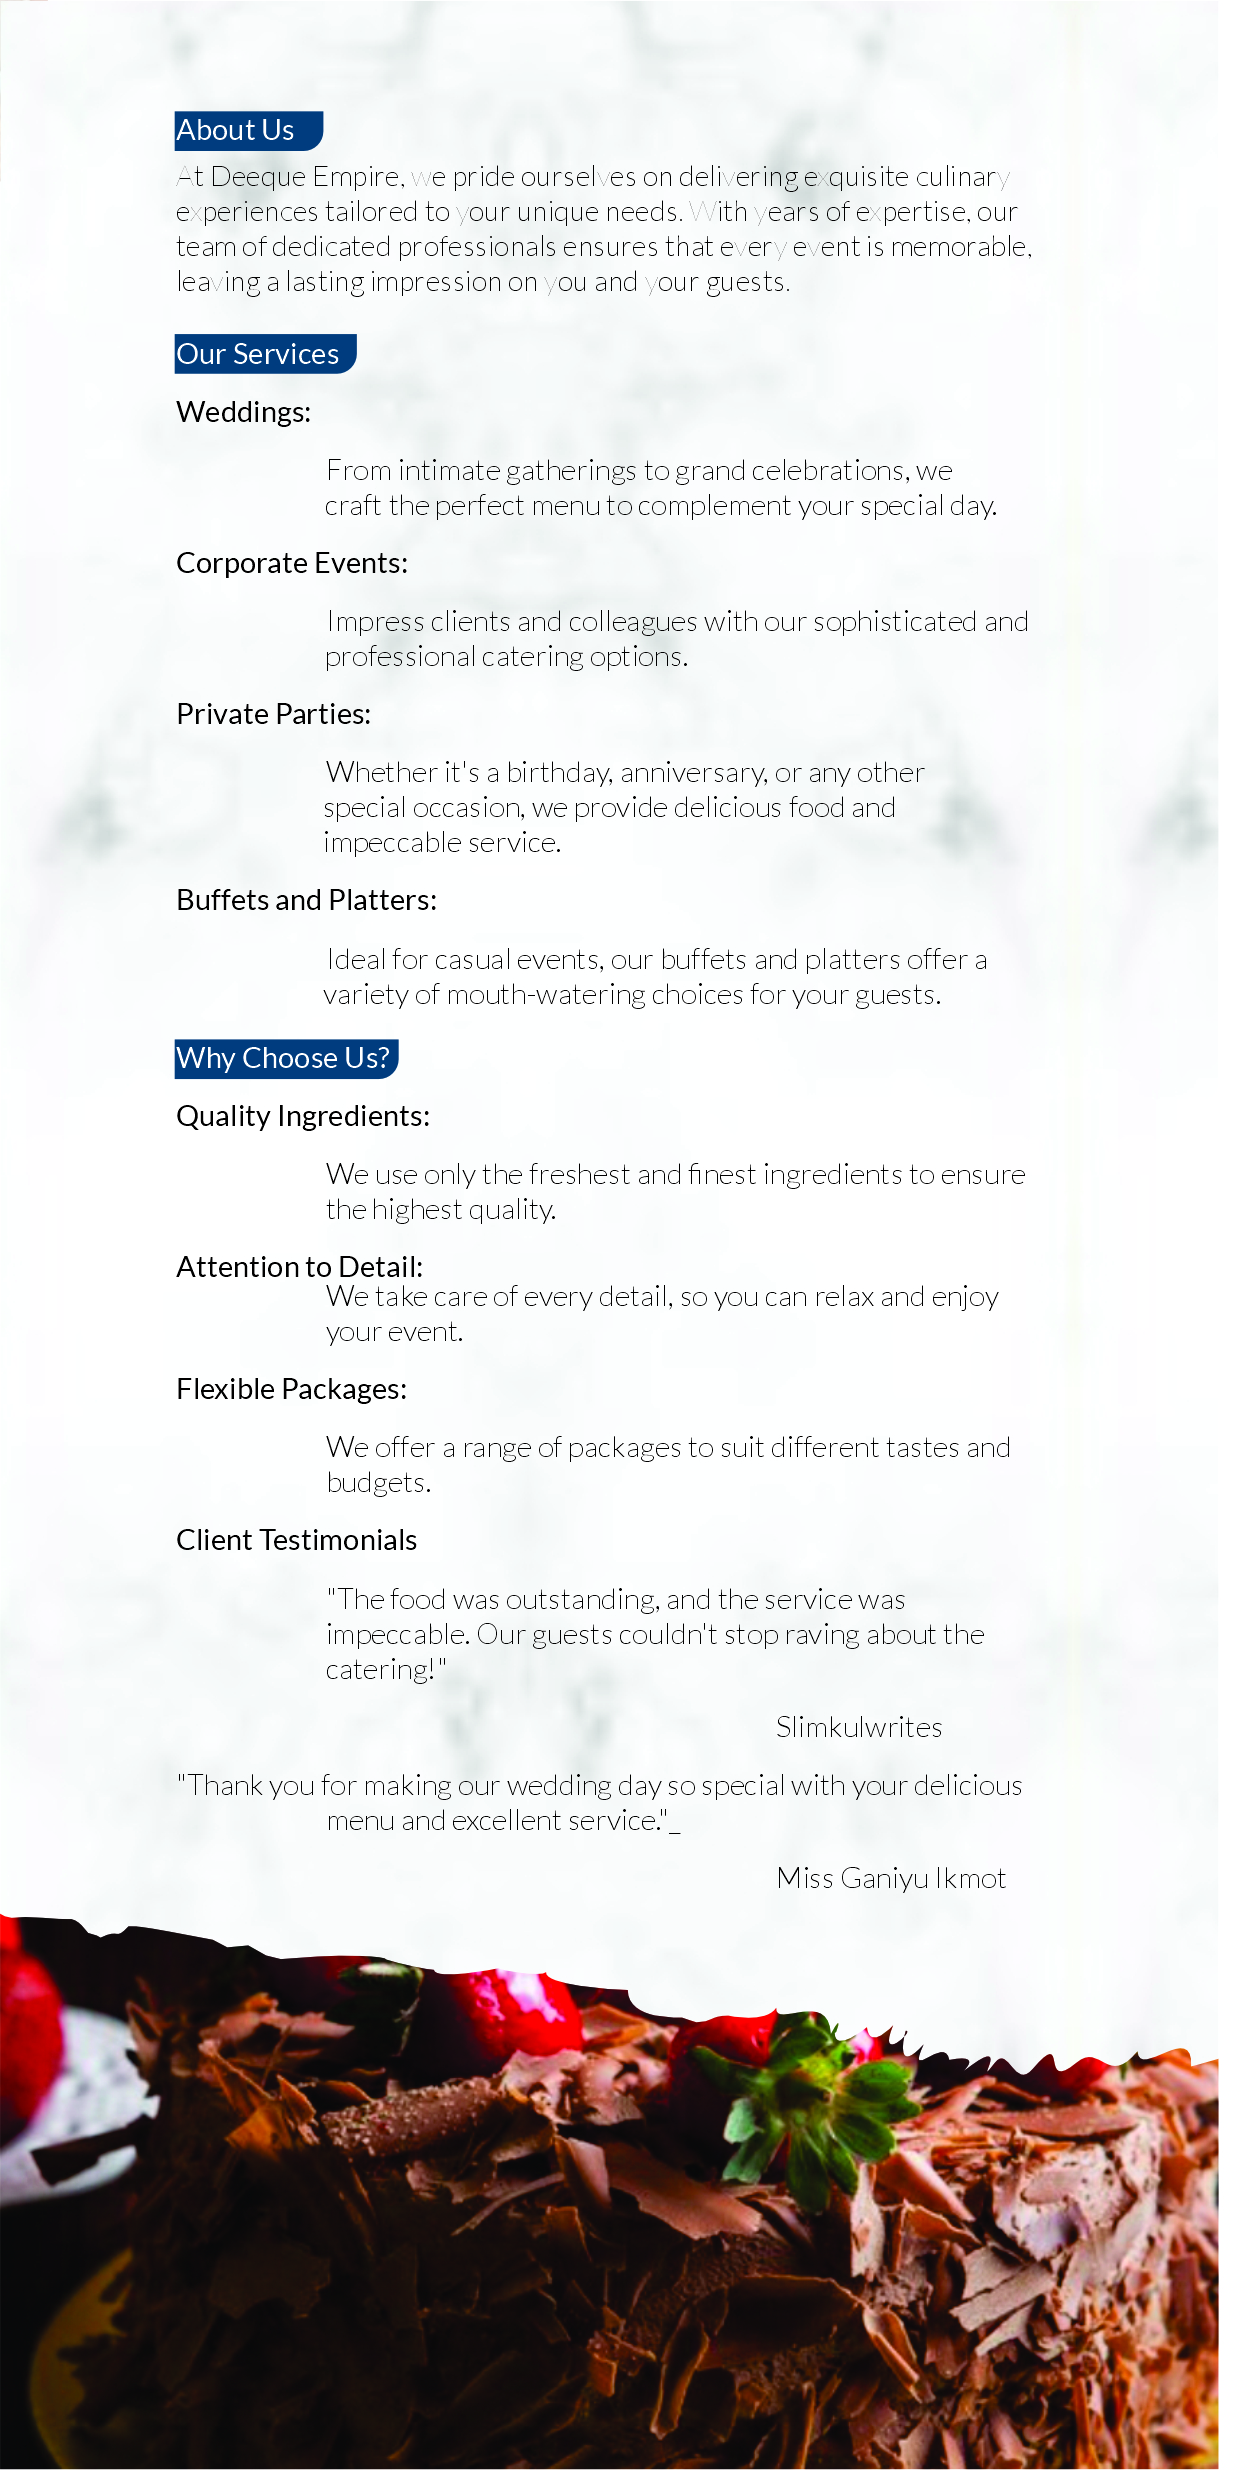 About Us
At Deeque Empire, we pride ourselves on delivering exquisite culinary
experiences tailored to your unique needs. With years of expertise, our
team of dedicated professionals ensures that every event is memorable,
leaving a lasting impression on you and your guests.
Our Services
Weddings:
From intimate gatherings to grand celebrations, we
craft the perfect menu to complement your special day.
Corporate Events:
Impress clients and colleagues with our sophisticated and
professional catering options.
Private Parties:
Whether it's a birthday, anniversary, or any other
special occasion, we provide delicious food and
impeccable service.
Buffets and Platters:
Ideal for casual events, our buffets and platters offer a
variety of mouth-watering choices for your guests.
Why Choose Us?
Quality Ingredients:
We use only the freshest and finest ingredients to ensure
the highest quality.
Attention to Detail:
We take care of every detail, so you can relax and enjoy
your event.
Flexible Packages:
We offer a range of packages to suit different tastes and
budgets.
Client Testimonials
"The food was outstanding, and the service was
impeccable. Our guests couldn't stop raving about the
catering!"
Slimkulwrites
"Thank you for making our wedding day so special with your delicious
menu and excellent service."_
Miss Ganiyu Ikmot